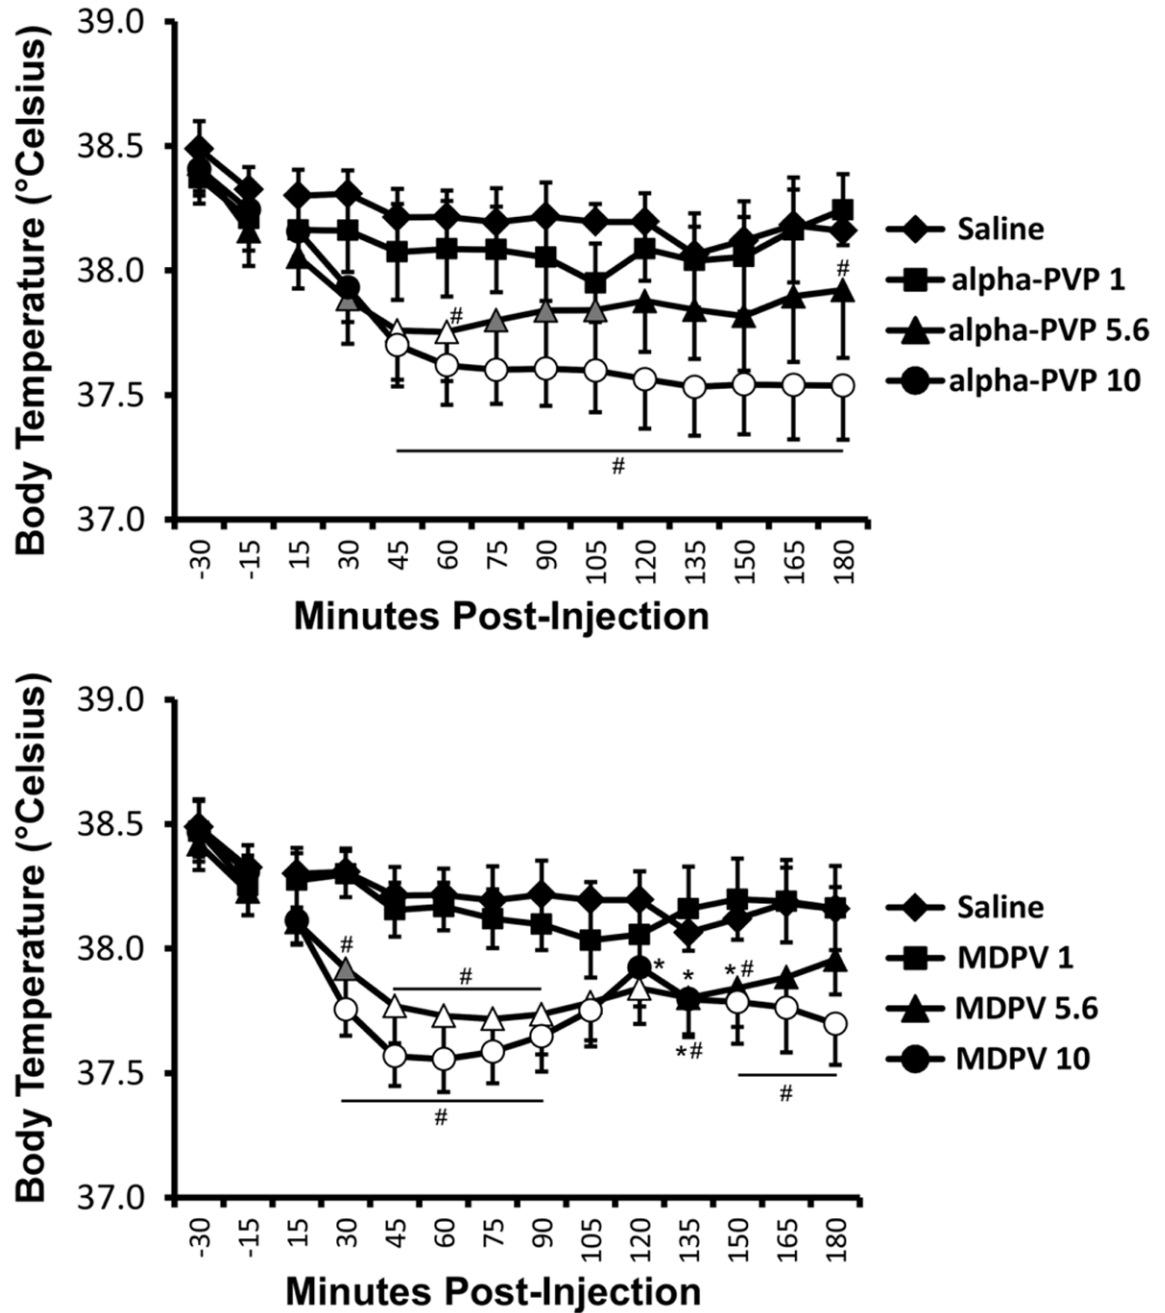 39.0
38.5
38.0
37.5
37.0
Body Temperature (°Celsius)
#
#
#
-30 -15 15 30 45 60 75 90 105 120 135 150 165 180
Minutes Post-Injection
Saline
alpha-PVP 1
alpha-PVP 5.6
alpha-PVP 10
39.0
38.5
38.0
37.5
37.0
Body Temperature (°Celsius)
#
#
*
*
*#
*#
#
#
-30 -15 15 30 45 60 75 90 105 120 135 150 165 180
Minutes Post-Injection
Saline
MDPV 1
MDPV 5.6
MDPV 10